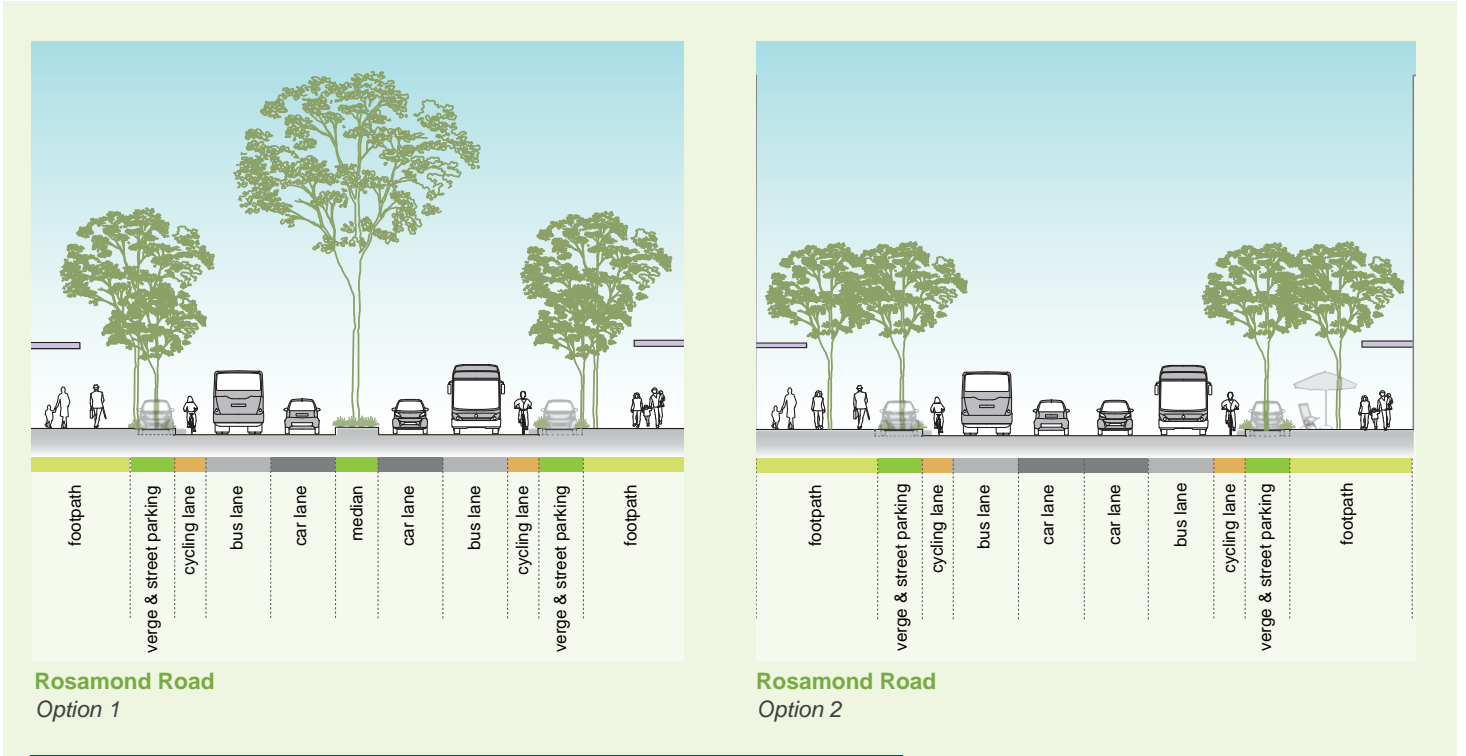 footpath
verge & street parking
cycling lane
bus lane
car lane
median
car lane
bus lane
cycling lane
verge & street parking
footpath
Rosamond Road
Option 1
footpath
verge & street parking
cycling lane
bus lane
car lane
car lane
bus lane
cycling lane
verge & street parking
footpath
Rosamond Road
Option 2